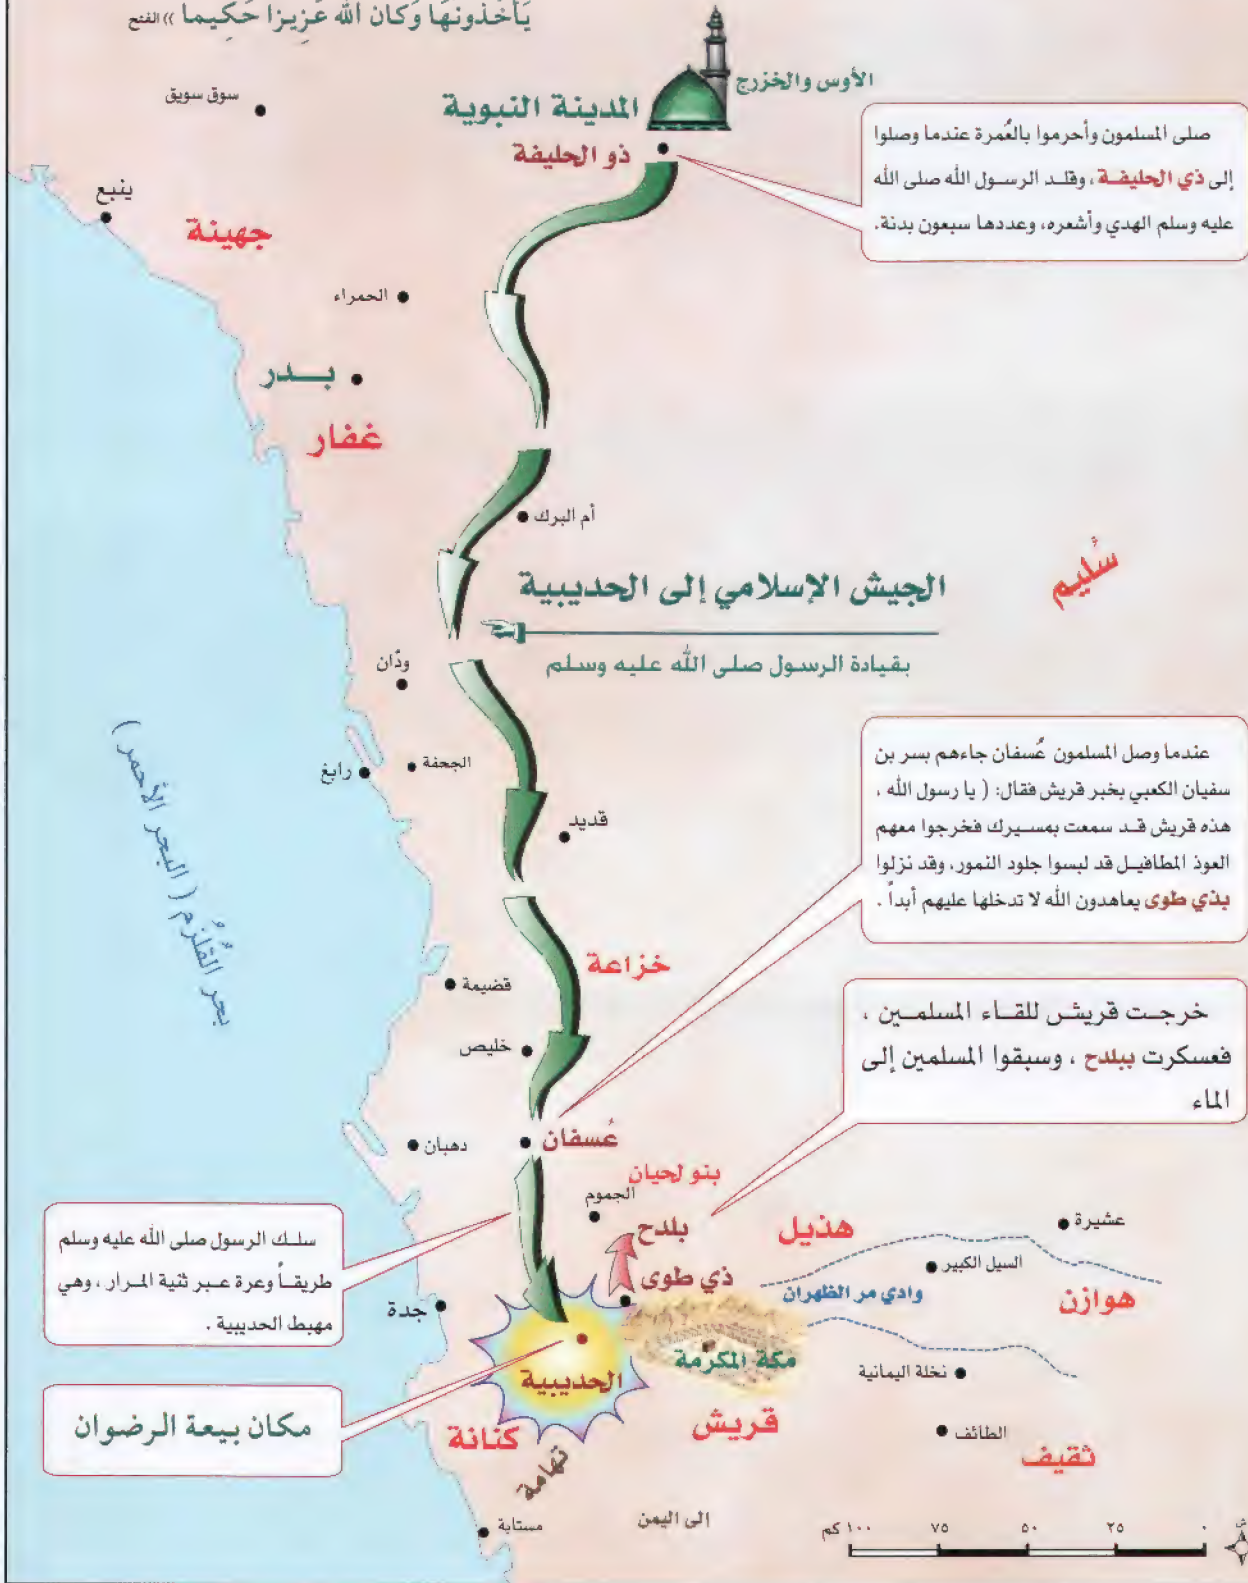 يَأْخُذُونَهَا وَكَانَ اللَّهُ عَزِيزًا حَكِيمًا )) الفتح
الأوس والخزرج
المدينة النبوية
ذو الحليفة
سوق سويق
ينبع
جهينة
صلى المسلمون وأحرموا بالعُمرة عندما وصلوا
إلى ذي الحليفة ، وقلد الرسول الله صلى الله
عليه وسلم الهدي وأشعره، وعددها سبعون بدنة.
الحمراء
بدر
غفار
أم البرك
سُليم
الجيش الإسلامي إلى الحديبية
بقيادة الرسول صلى الله عليه وسلم
ودّان
الجحفة
رابغ
بحر القُلْزُم ( البحر الأحمر )
قديد
عندما وصل المسلمون عُسفان جاءهم بسر بن
سفيان الكعبي بخبر قريش فقال: ( يا رسول الله ،
هذه قريش قد سمعت بمسيرك فخرجوا معهم
العوذ المطافيل قد لبسوا جلود النمور، وقد نزلوا
بذي طوى يعاهدون الله لا تدخلها عليهم أبداً .
خزاعة
قضيمة
خليص
خرجت قريش للقاء المسلمين ،
فعسكرت ببلدح ، وسبقوا المسلمين إلى
الماء
عُسفان
دهبان
بنو لحيان
الجموم
بلدح
ذي طوى
هذيل
عشيرة
السيل الكبير
وادي مر الظهران
هوازن
سلك الرسول صلى الله عليه وسلم
طريقاً وعرة عبر ثنية المرار ، وهي
مهبط الحديبية .
جدة
مكة المكرمة
الحديبية
نخلة اليمانية
مكان بيعة الرضوان
كنانة
قريش
الطائف
ثقيف
تهامة
إلى اليمن
مستابة
٠ ٢٥ ٥٠ ٧٥ ١٠٠ كم
ش